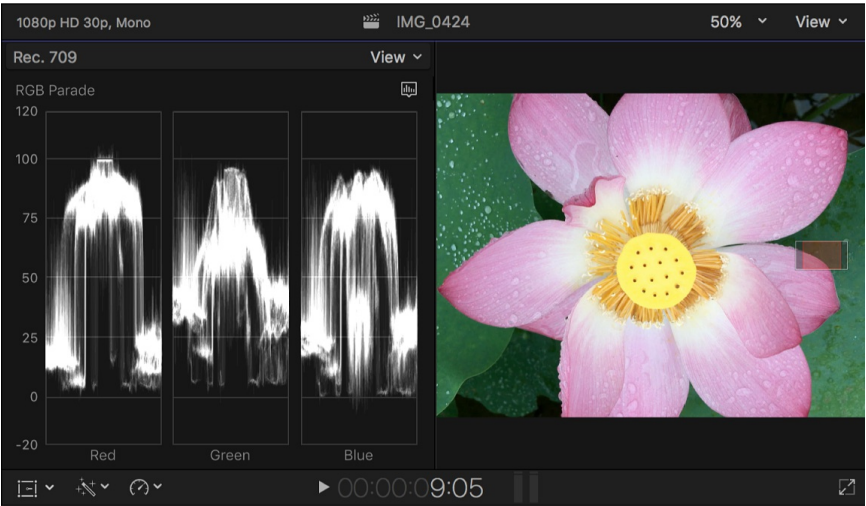 1080p HD 30p, Mono
IMG_0424
50%
View
Rec. 709
View
RGB Parade
120
100
75
50
25
0
-20
Red
Green
Blue
00:00:09:05